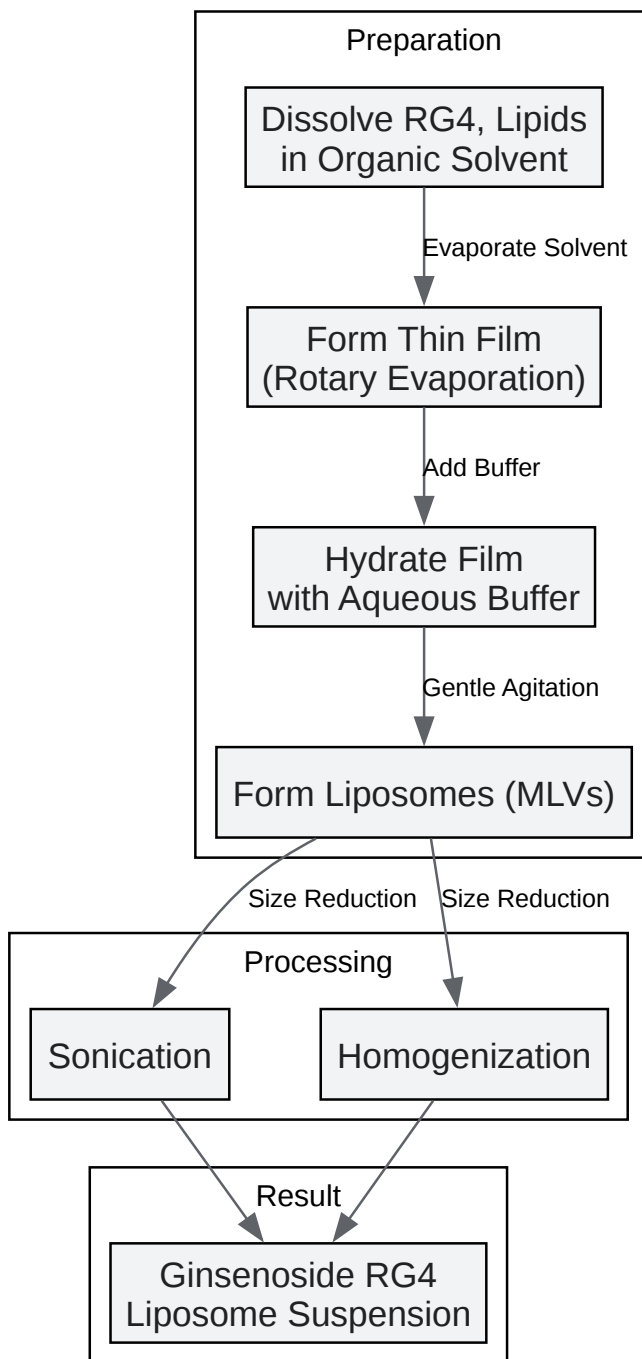 Preparation
Dissolve RG4, Lipids
in Organic Solvent
Evaporate Solvent
Form Thin Film
(Rotary Evaporation)
Add Buffer
Hydrate Film
with Aqueous Buffer
Gentle Agitation
Form Liposomes (MLVs)
Size Reduction
Size Reduction
Processing
Sonication
Homogenization
Result
Ginsenoside RG4
Liposome Suspension